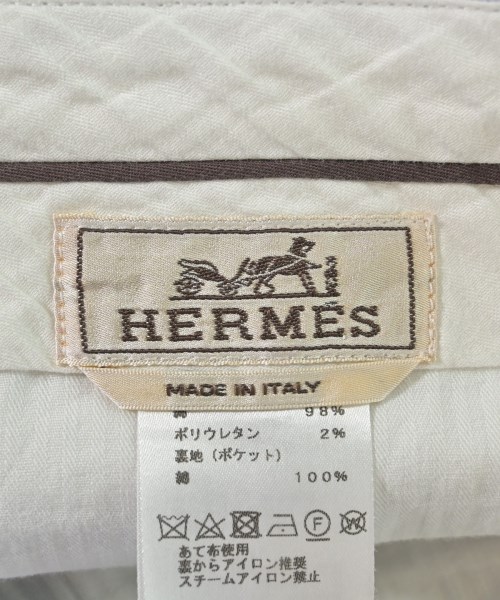 HERMÉS
MADE IN ITALY
綿 98%
ポリウレタン 2%
裏地(ポケット)
綿 100%
F W
あて布使用
裏からアイロン推奨
スチームアイロン禁止